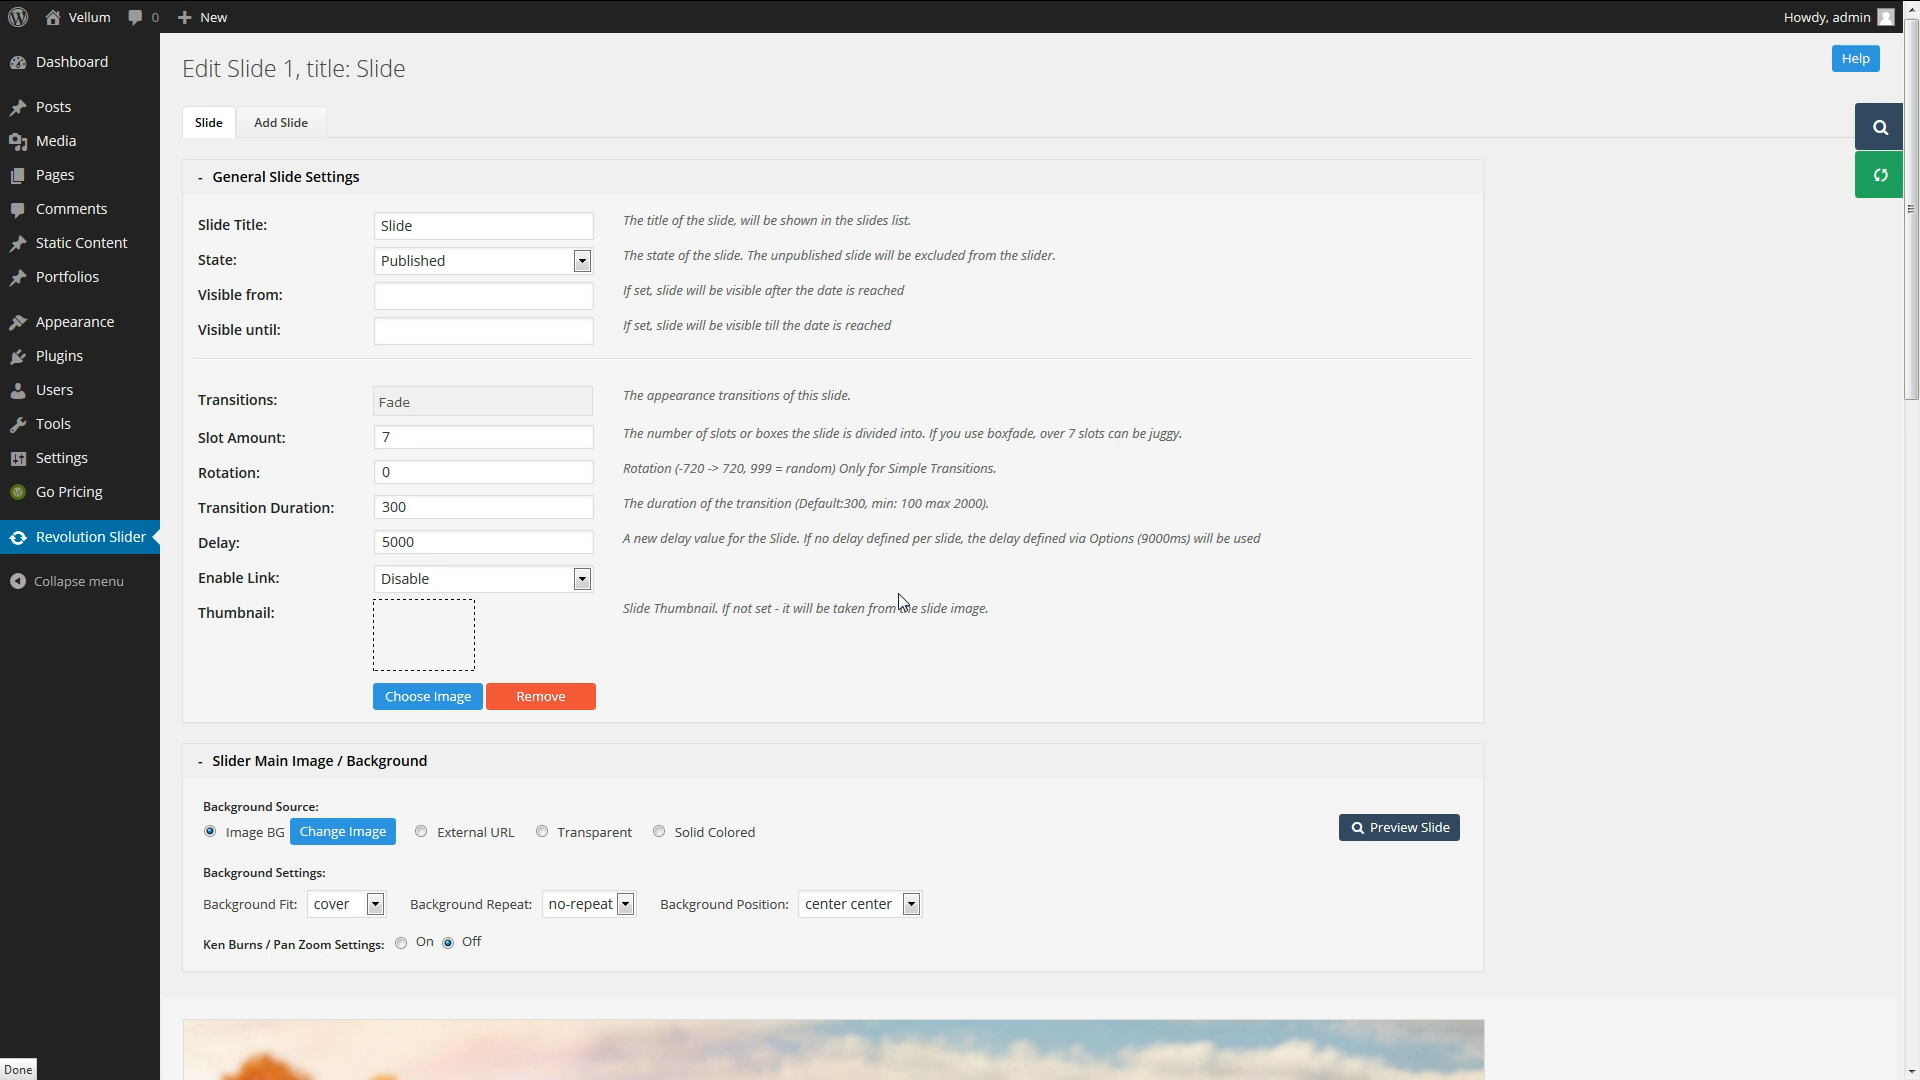 Vellum 0 New Howdy, admin
Dashboard
Posts
Media
Pages
Comments
Static Content
Portfolios
Appearance
Plugins
Users
Tools
Settings
Go Pricing
Revolution Slider
Collapse menu
Edit Slide 1, title: Slide
Help
Slide Add Slide
- General Slide Settings
Slide Title: Slide The title of the slide, will be shown in the slides list.
State: Published The state of the slide. The unpublished slide will be excluded from the slider.
Visible from: If set, slide will be visible after the date is reached
Visible until: If set, slide will be visible till the date is reached
Transitions: Fade The appearance transitions of this slide.
Slot Amount: 7 The number of slots or boxes the slide is divided into. If you use boxfade, over 7 slots can be juggy.
Rotation: 0 Rotation (-720 -> 720, 999 = random) Only for Simple Transitions.
Transition Duration: 300 The duration of the transition (Default:300, min: 100 max 2000).
Delay: 5000 A new delay value for the Slide. If no delay defined per slide, the delay defined via Options (9000ms) will be used
Enable Link: Disable
Thumbnail: Slide Thumbnail. If not set - it will be taken from the slide image.
Choose Image Remove
- Slider Main Image / Background
Background Source:
Image BG Change Image External URL Transparent Solid Colored Preview Slide
Background Settings:
Background Fit: cover Background Repeat: no-repeat Background Position: center center
Ken Burns / Pan Zoom Settings: On Off
Done